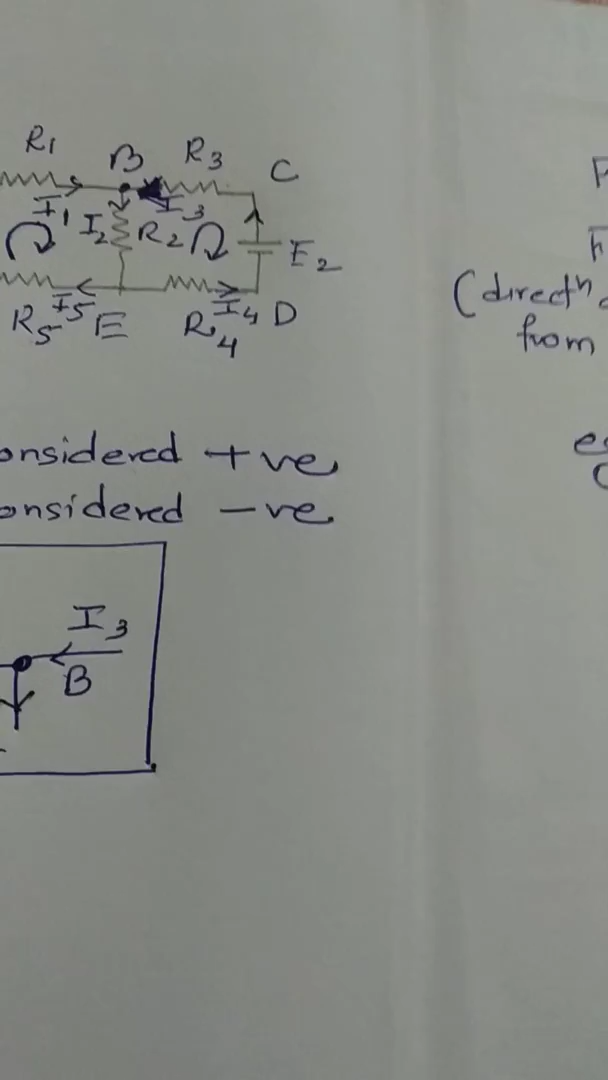 R1 B R3 C
I1 I2 R2 I3 E2
R5 I5 E R4 I4 D
onsidered +ve
onsidered -ve
I3
B
(directn
from